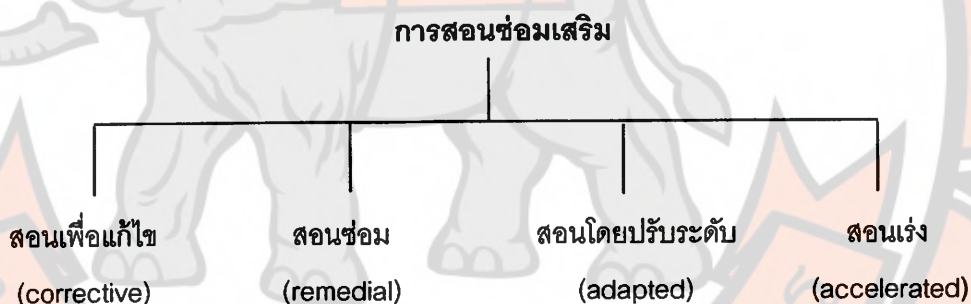 การสอนซ่อมเสริม
สอนเพื่อแก้ไข สอนซ่อม สอนโดยปรับระดับ สอนเร่ง
(corrective) (remedial) (adapted) (accelerated)